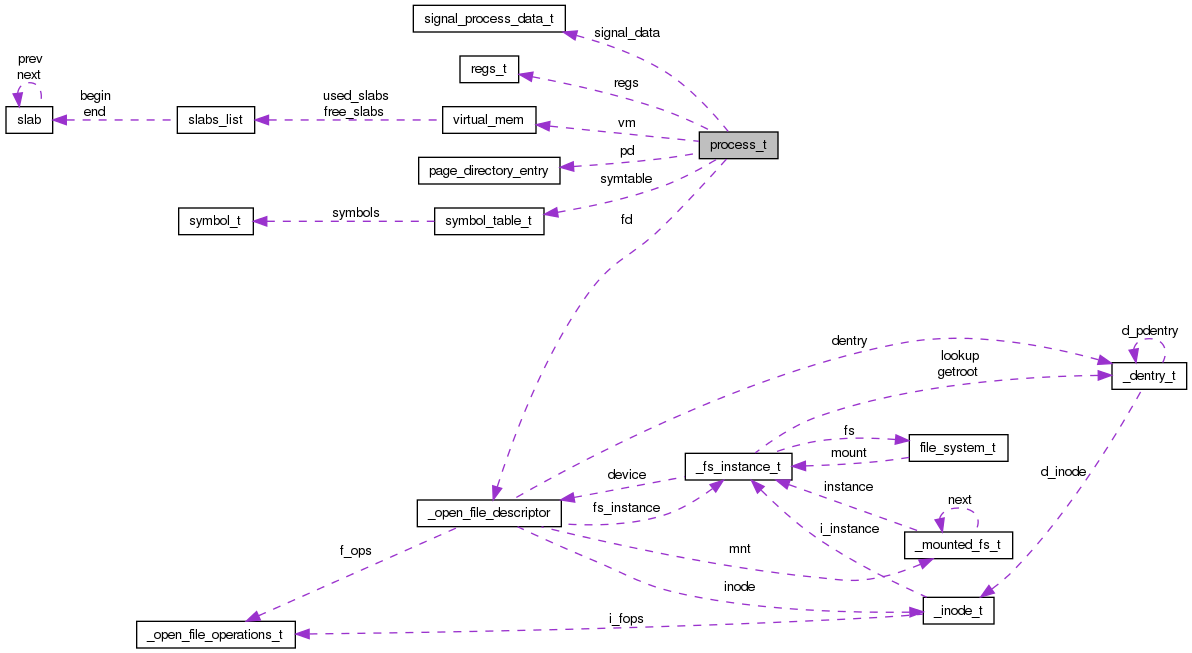 signal_process_data_t
signal_data
prev
next
regs_t
regs
begin
end
used_slabs
free_slabs
slab
slabs_list
virtual_mem
vm
process_t
pd
page_directory_entry
symtable
symbol_t
symbols
symbol_table_t
fd
d_pdentry
dentry
lookup
getroot
_dentry_t
fs
file_system_t
mount
_fs_instance_t
device
d_inode
instance
next
_open_file_descriptor
fs_instance
i_instance
_mounted_fs_t
f_ops
mnt
inode
_inode_t
i_fops
_open_file_operations_t